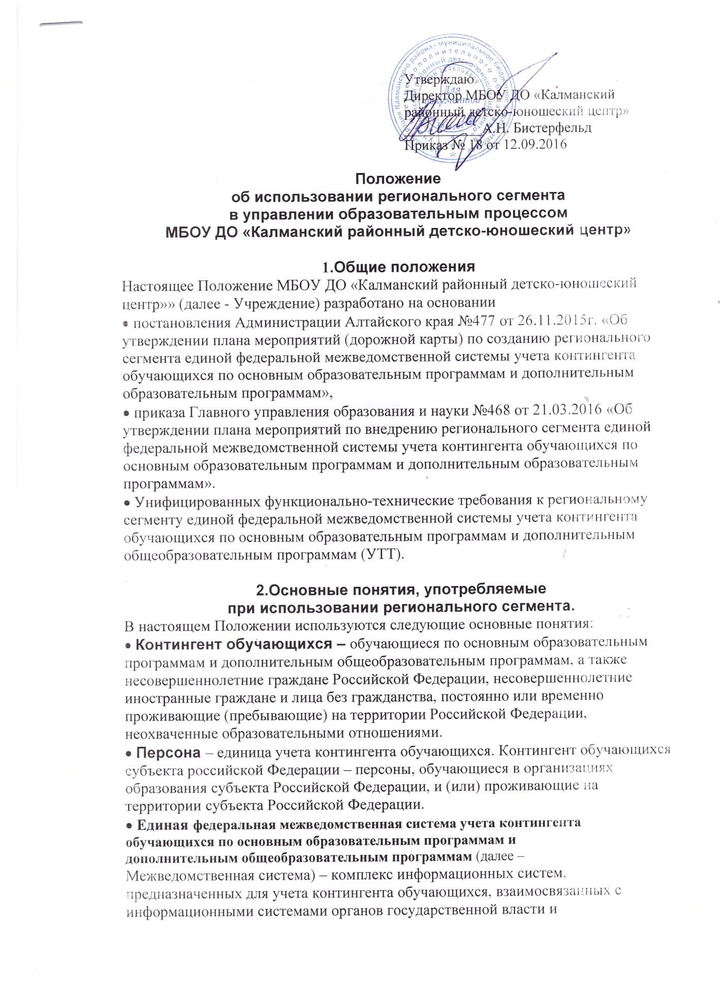 Утверждаю
Директор МБОУ ДО «Калманский
районный детско-юношеский центр»
А.Н. Бистерфельд
Приказ № 18 от 12.09.2016
Для
документов
Положение
об использовании регионального сегмента
в управлении образовательным процессом
МБОУ ДО «Калманский районный детско-юношеский центр»
1.Общие положения
Настоящее Положение МБОУ ДО «Калманский районный детско-юношеский
центр»» (далее - Учреждение) разработано на основании
• постановления Администрации Алтайского края №477 от 26.11.2015г. «Об
утверждении плана мероприятий (дорожной карты) по созданию регионального
сегмента единой федеральной межведомственной системы учета контингента
обучающихся по основным образовательным программам и дополнительным
образовательным программам»,
• приказа Главного управления образования и науки №468 от 21.03.2016 «Об
утверждении плана мероприятий по внедрению регионального сегмента единой
федеральной межведомственной системы учета контингента обучающихся по
основным образовательным программам и дополнительным образовательным
программам».
• Унифицированных функционально-технические требования к региональному
сегменту единой федеральной межведомственной системы учета контингента
обучающихся по основным образовательным программам и дополнительным
общеобразовательным программам (УТТ).
2.Основные понятия, употребляемые
при использовании регионального сегмента.
В настоящем Положении используются следующие основные понятия:
• Контингент обучающихся – обучающиеся по основным образовательным
программам и дополнительным общеобразовательным программам, а также
несовершеннолетние граждане Российской Федерации, несовершеннолетние
иностранные граждане и лица без гражданства, постоянно или временно
проживающие (пребывающие) на территории Российской Федерации,
неохваченные образовательными отношениями.
• Персона – единица учета контингента обучающихся. Контингент обучающихся
субъекта российской Федерации – персоны, обучающиеся в организациях
образования субъекта Российской Федерации, и (или) проживающие на
территории субъекта Российской Федерации.
• Единая федеральная межведомственная система учета контингента
обучающихся по основным образовательным программам и
дополнительным общеобразовательным программам (далее –
Межведомственная система) – комплекс информационных систем,
предназначенных для учета контингента обучающихся, взаимосвязанных с
информационными системами органов государственной власти и